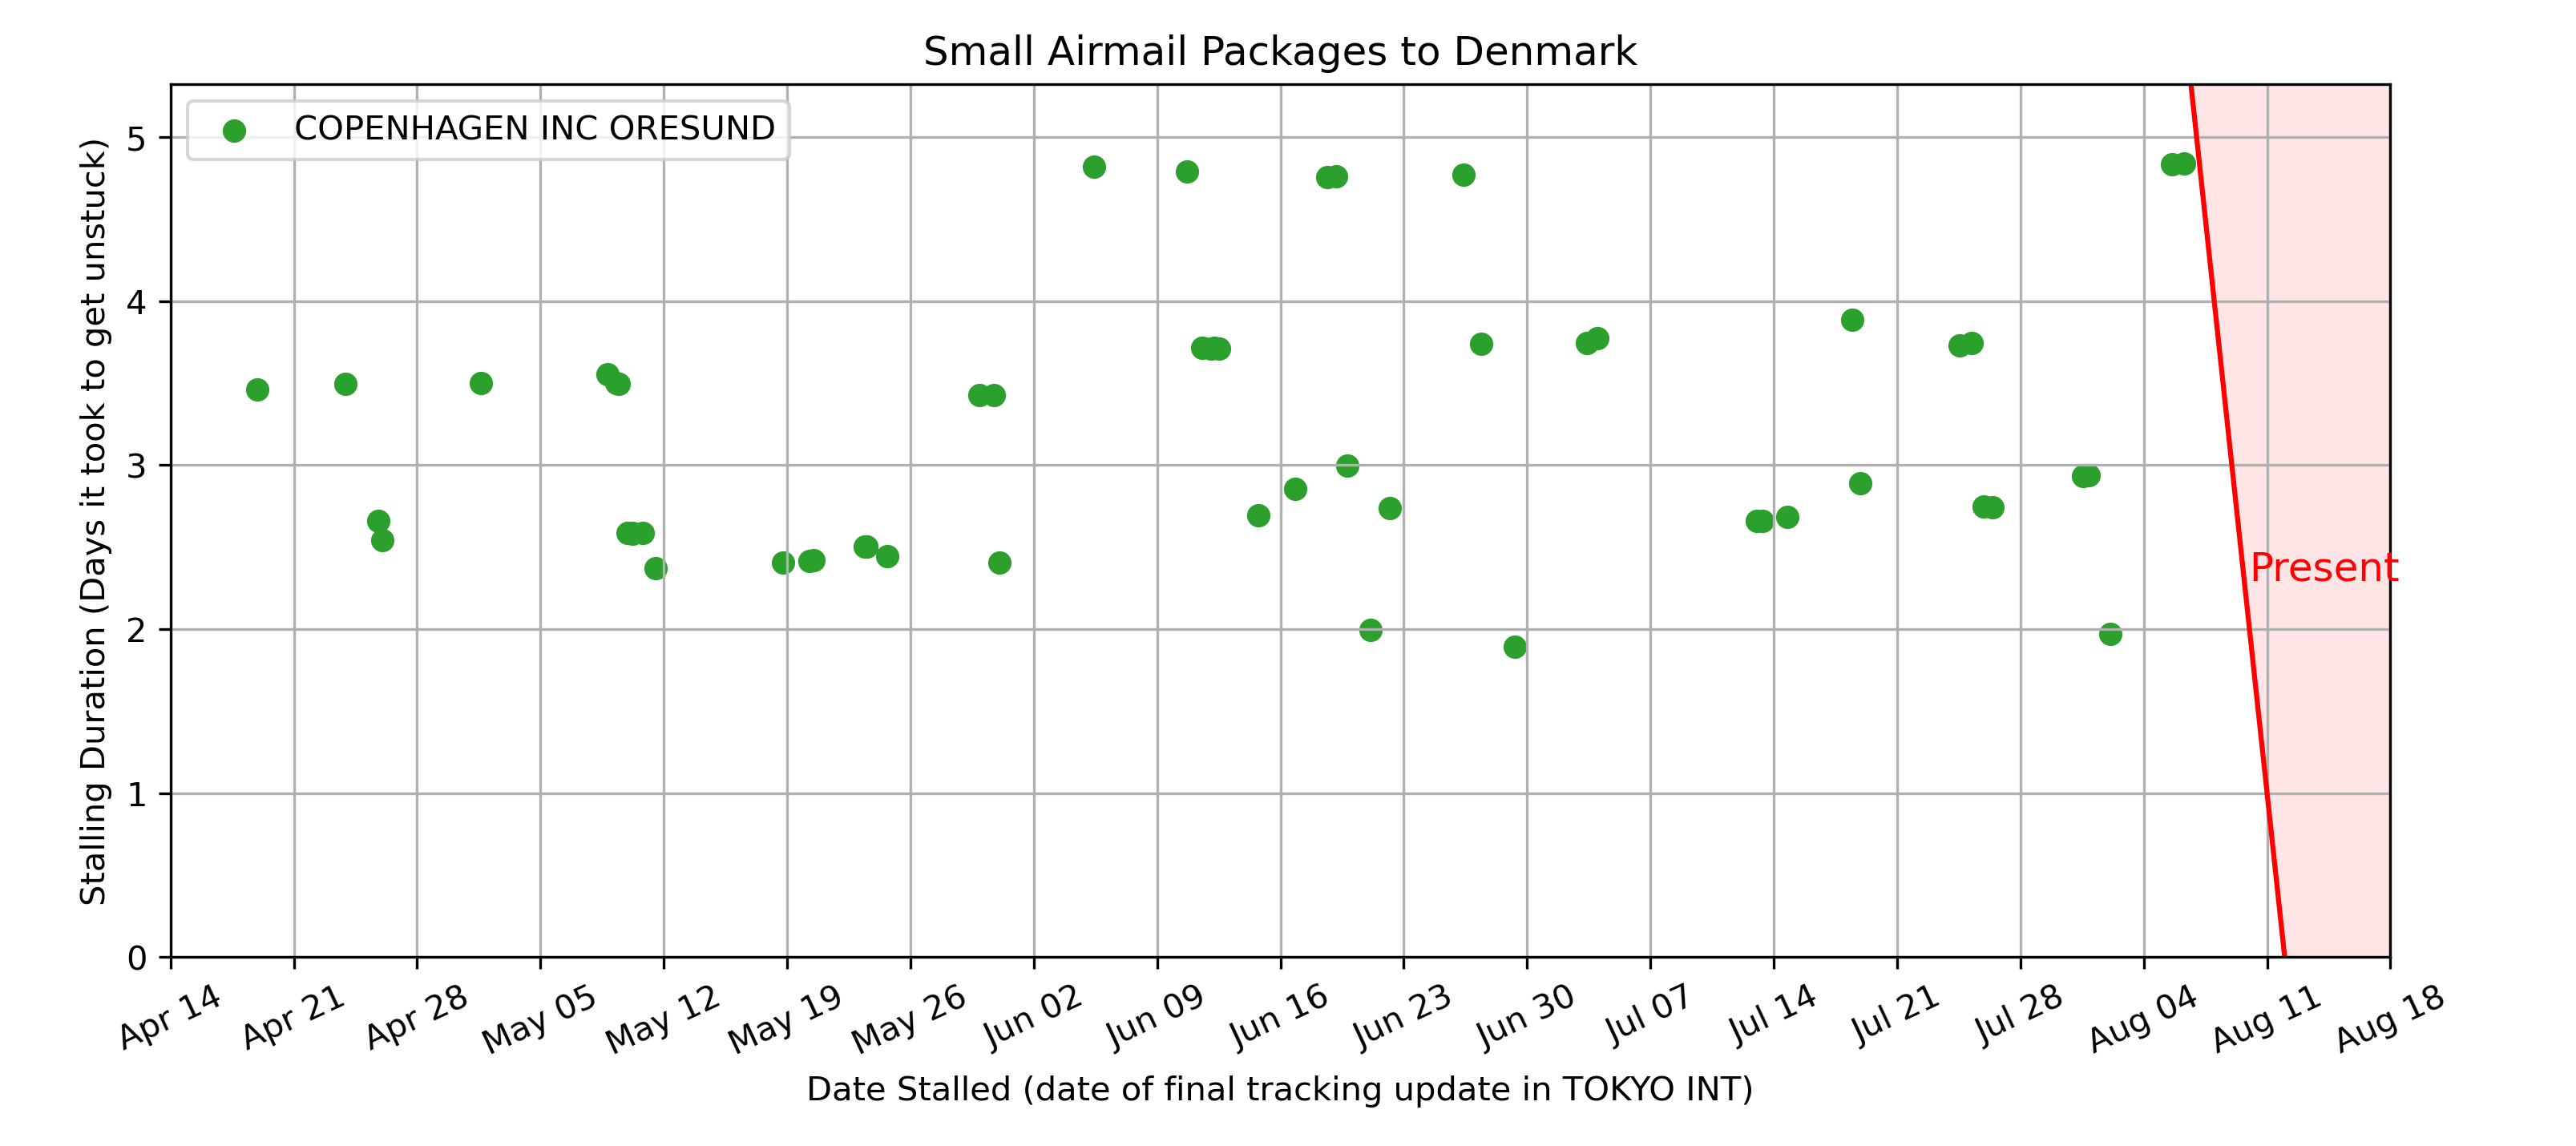 Small Airmail Packages to Denmark
COPENHAGEN INC ORESUND
Stalling Duration (Days it took to get unstuck)
5
4
3
2
1
0
Present
Apr 14
Apr 21
Apr 28
May 05
May 12
May 19
May 26
Jun 02
Jun 09
Jun 16
Jun 23
Jun 30
Jul 07
Jul 14
Jul 21
Jul 28
Aug 04
Aug 11
Aug 18
Date Stalled (date of final tracking update in TOKYO INT)